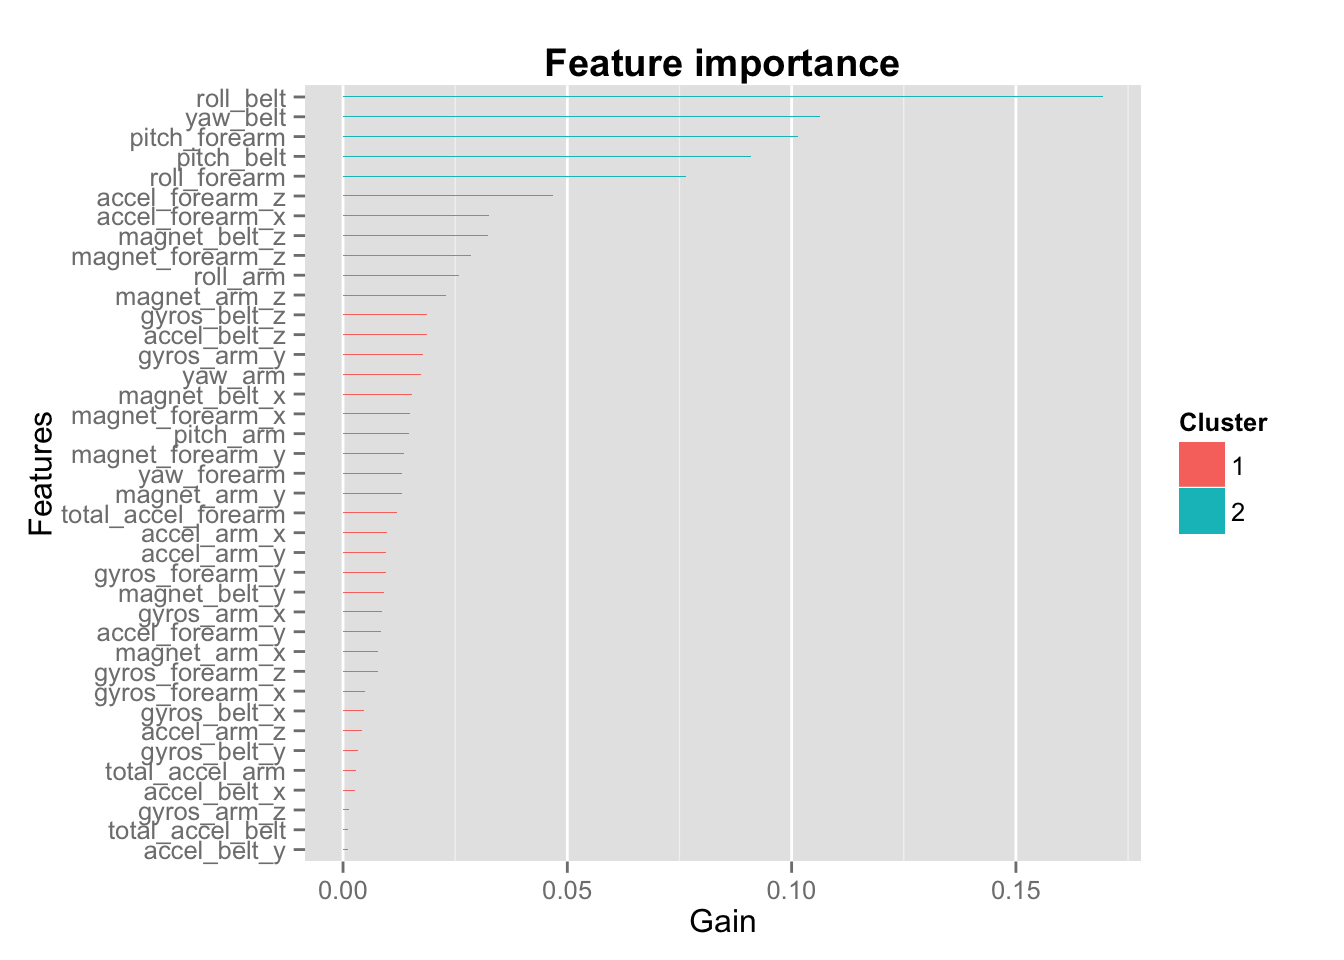 Feature importance
roll_belt
yaw_belt
pitch_forearm
pitch_belt
roll_forearm
accel_forearm_z
accel_forearm_x
magnet_belt_z
magnet_forearm_z
roll_arm
magnet_arm_z
gyros_belt_z
accel_belt_z
gyros_arm_y
yaw_arm
magnet_belt_x
magnet_forearm_x
pitch_arm
magnet_forearm_y
yaw_forearm
magnet_arm_y
total_accel_forearm
accel_arm_x
accel_arm_y
gyros_forearm_y
magnet_belt_y
gyros_arm_x
accel_forearm_y
magnet_arm_x
gyros_forearm_z
gyros_forearm_x
gyros_belt_x
accel_arm_z
gyros_belt_y
total_accel_arm
accel_belt_x
gyros_arm_z
total_accel_belt
accel_belt_y
Features
0.00 0.05 0.10 0.15
Gain
Cluster
1
2